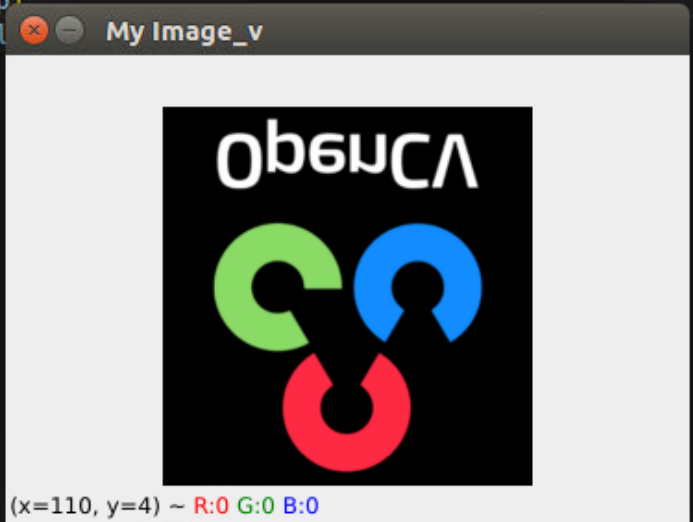 My Image_v
OpenCV
(x=110, y=4) ~ R:0 G:0 B:0